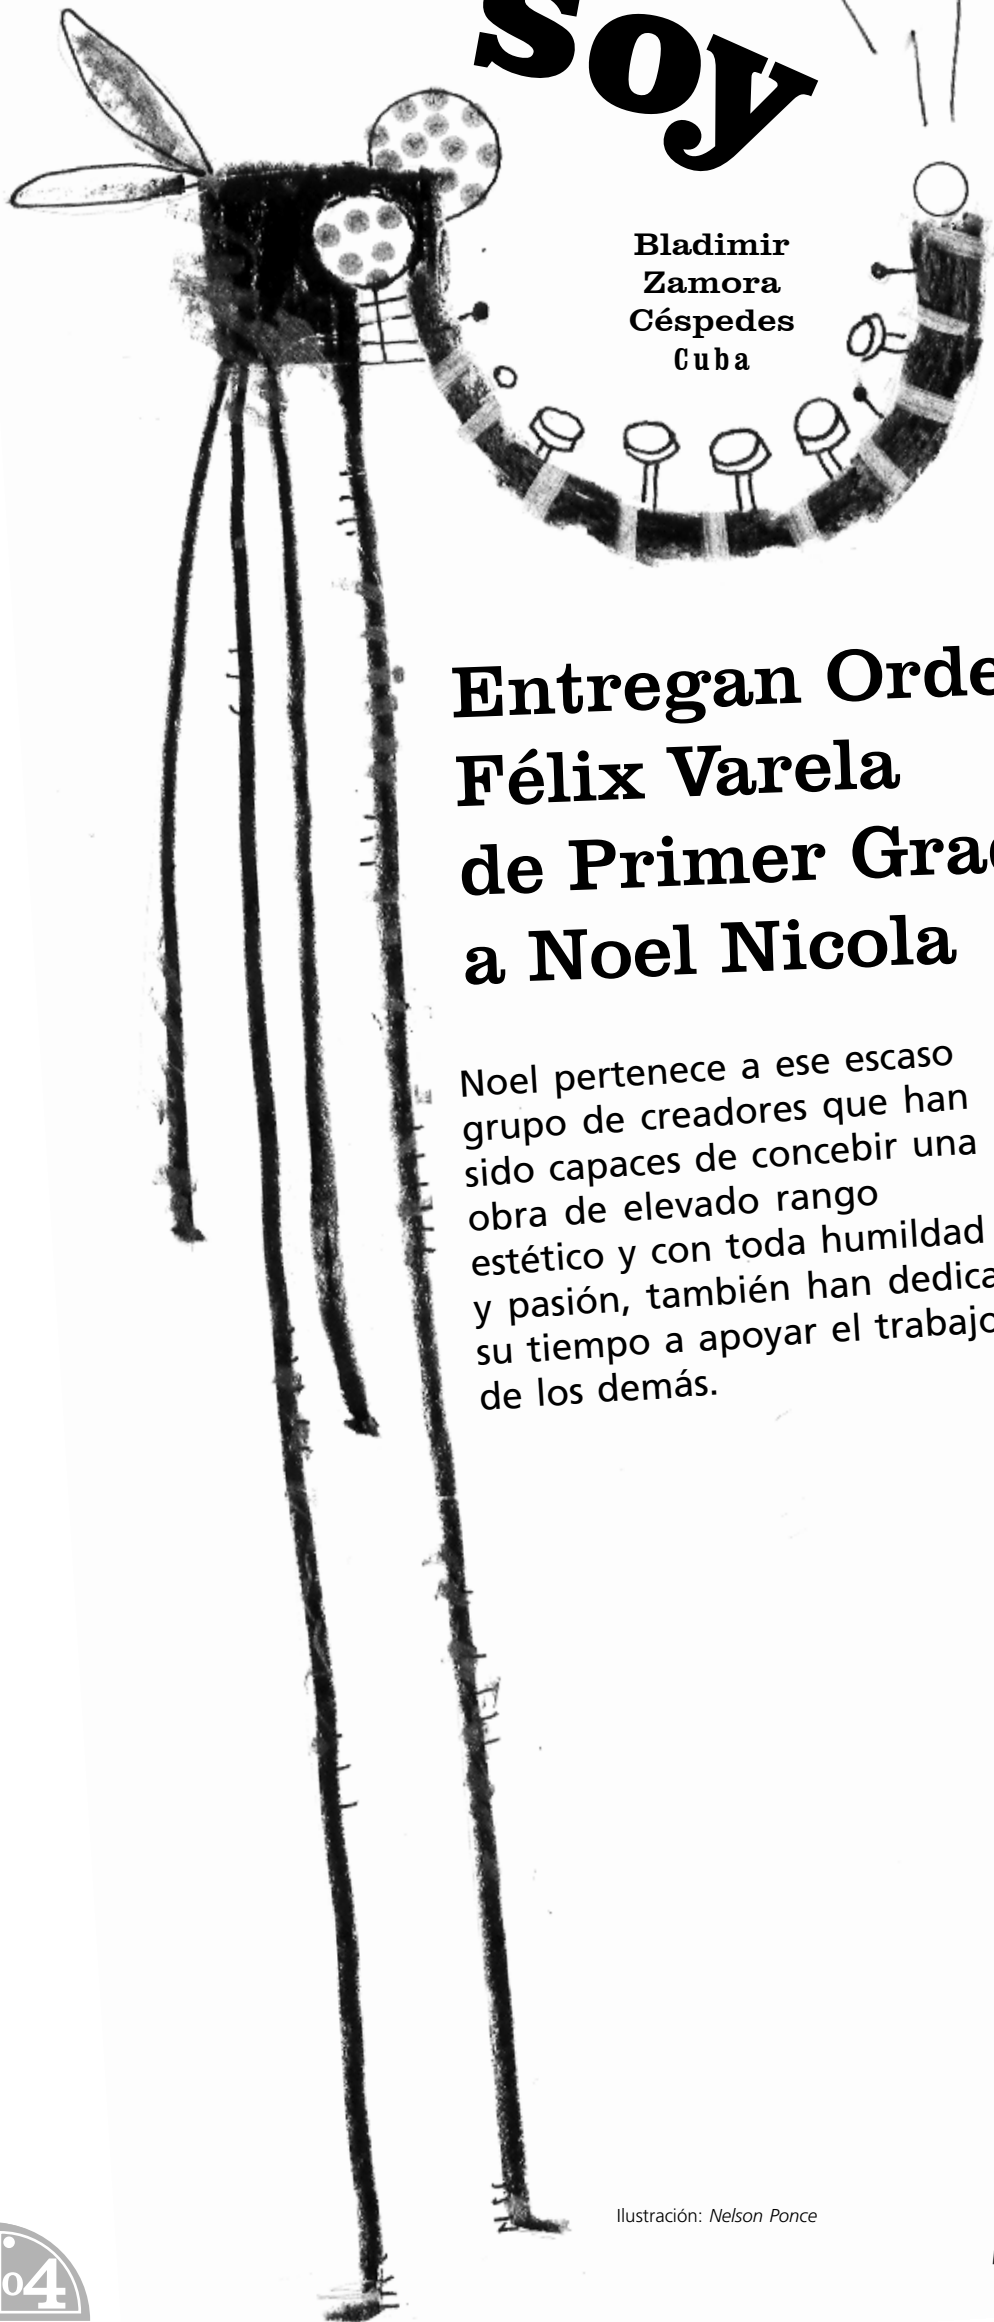 soy
Bladimir
Zamora
Céspedes
Cuba
Entregan Orde
Félix Varela
de Primer Gra
a Noel Nicola
Noel pertenece a ese escaso
grupo de creadores que han
sido capaces de concebir una
obra de elevado rango
estético y con toda humildad
y pasión, también han dedica
su tiempo a apoyar el trabajo
de los demás.
Ilustración: Nelson Ponce
04